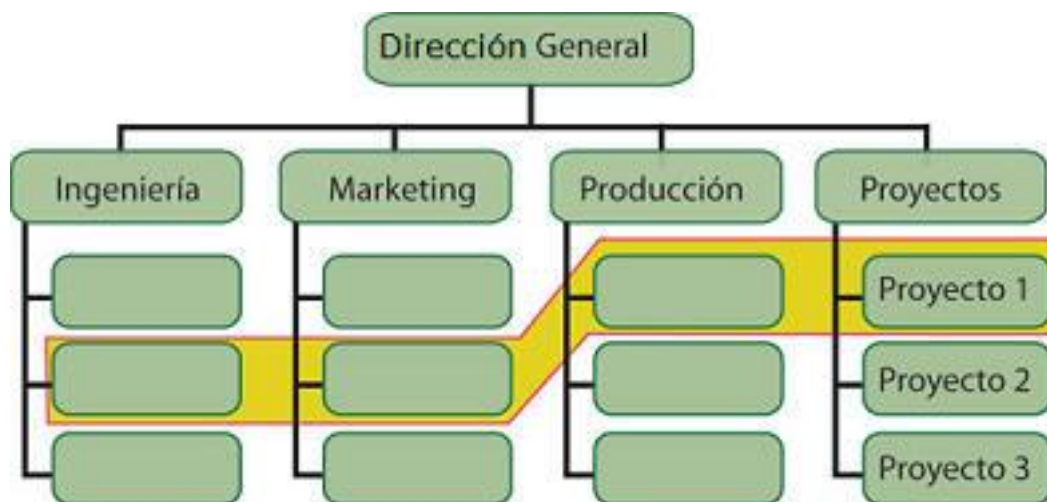 Dirección General
Ingeniería
Marketing
Producción
Proyectos
Proyecto 1
Proyecto 2
Proyecto 3